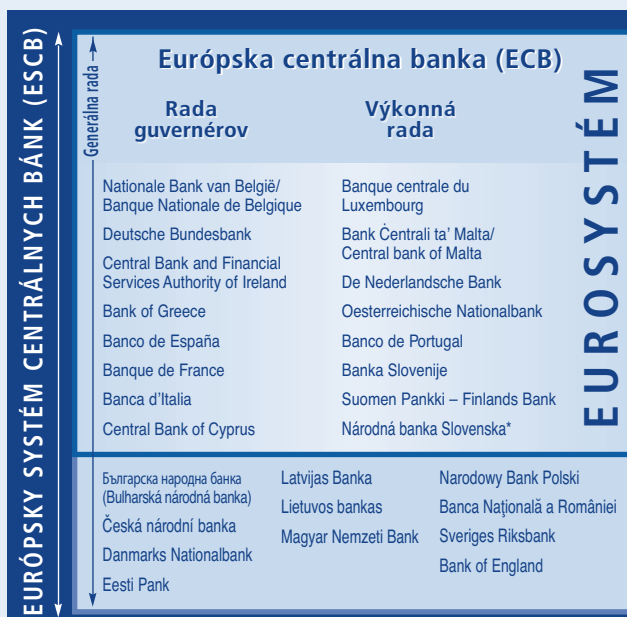 EURÓPSKY SYSTÉM CENTRÁLNYCH BÁNK (ESCB)
Generálna rada
Európska centrálna banka (ECB)
Rada
guvernérov
Výkonná
rada
EUROSYSTÉM
Nationale Bank van België/
Banque Nationale de Belgique
Deutsche Bundesbank
Central Bank and Financial
Services Authority of Ireland
Bank of Greece
Banco de España
Banque de France
Banca d’Italia
Central Bank of Cyprus
Banque centrale du
Luxembourg
Bank Ċentrali ta’ Malta/
Central bank of Malta
De Nederlandsche Bank
Oesterreichische Nationalbank
Banco de Portugal
Banka Slovenije
Suomen Pankki – Finlands Bank
Národná banka Slovenska*
Българска народна банка
(Bulharská národná banka)
Česká národní banka
Danmarks Nationalbank
Eesti Pank
Latvijas Banka
Lietuvos bankas
Magyar Nemzeti Bank
Narodowy Bank Polski
Banca Naţională a României
Sveriges Riksbank
Bank of England